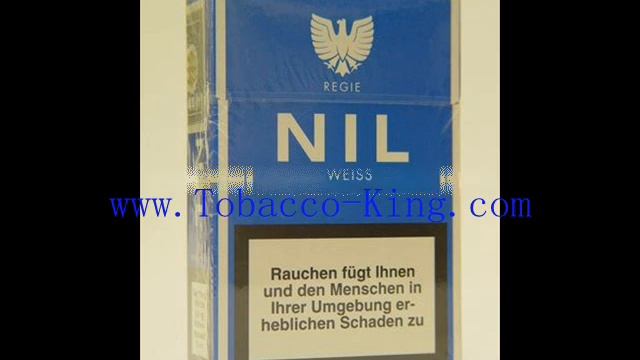 REGIE
NIL
WEISS
www.Tobacco-King.com
Rauchen fügt Ihnen
und den Menschen in
Ihrer Umgebung er-
heblichen Schaden zu